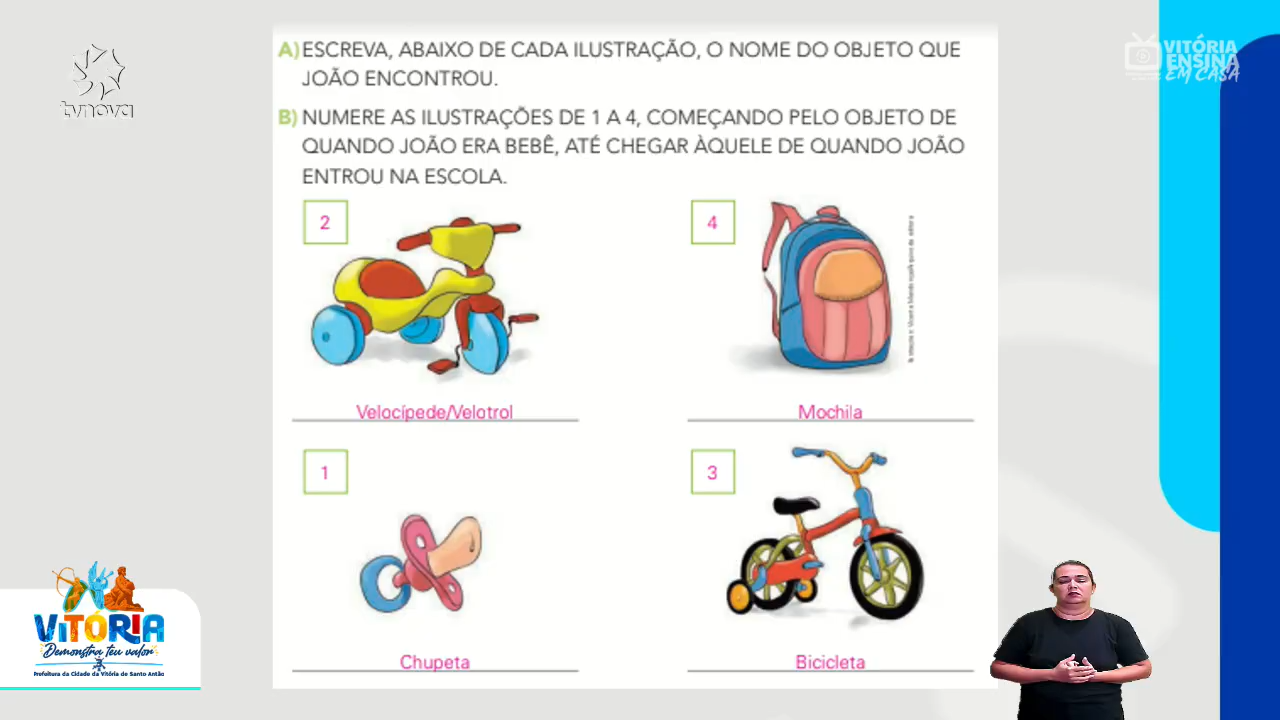 tvnova
VITÓRIA
ENSINA
EM CASA
A) ESCREVA, ABAIXO DE CADA ILUSTRAÇÃO, O NOME DO OBJETO QUE
JOÃO ENCONTROU.
B) NUMERE AS ILUSTRAÇÕES DE 1 A 4, COMEÇANDO PELO OBJETO DE
QUANDO JOÃO ERA BEBÊ, ATÉ CHEGAR ÀQUELE DE QUANDO JOÃO
ENTROU NA ESCOLA.
2
4
Velocípede/Velotrol
Mochila
1
3
Chupeta
Bicicleta
VITÓRIA
Demonstra teu valor
Prefeitura da Cidade da Vitória de Santo Antão